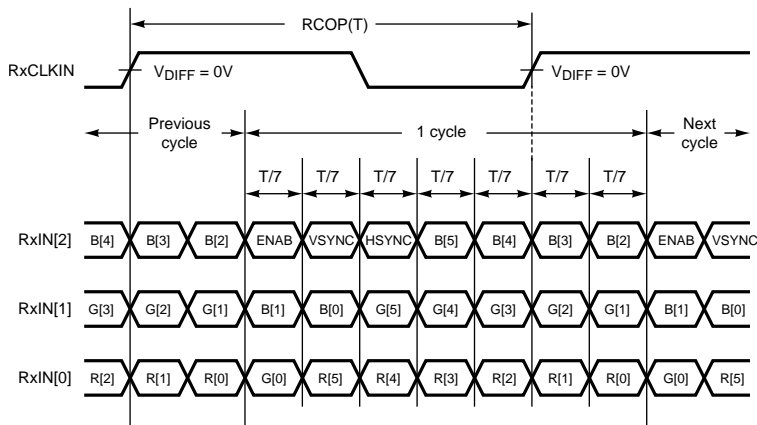 RCOP(T)
RxCLKIN
VDIFF = 0V VDIFF = 0V
Previous cycle 1 cycle Next cycle
T/7 T/7 T/7 T/7 T/7 T/7 T/7
RxIN[2] B[4] B[3] B[2] ENAB VSYNC HSYNC B[5] B[4] B[3] B[2] ENAB VSYNC
RxIN[1] G[3] G[2] G[1] B[1] B[0] G[5] G[4] G[3] G[2] G[1] B[1] B[0]
RxIN[0] R[2] R[1] R[0] G[0] R[5] R[4] R[3] R[2] R[1] R[0] G[0] R[5]